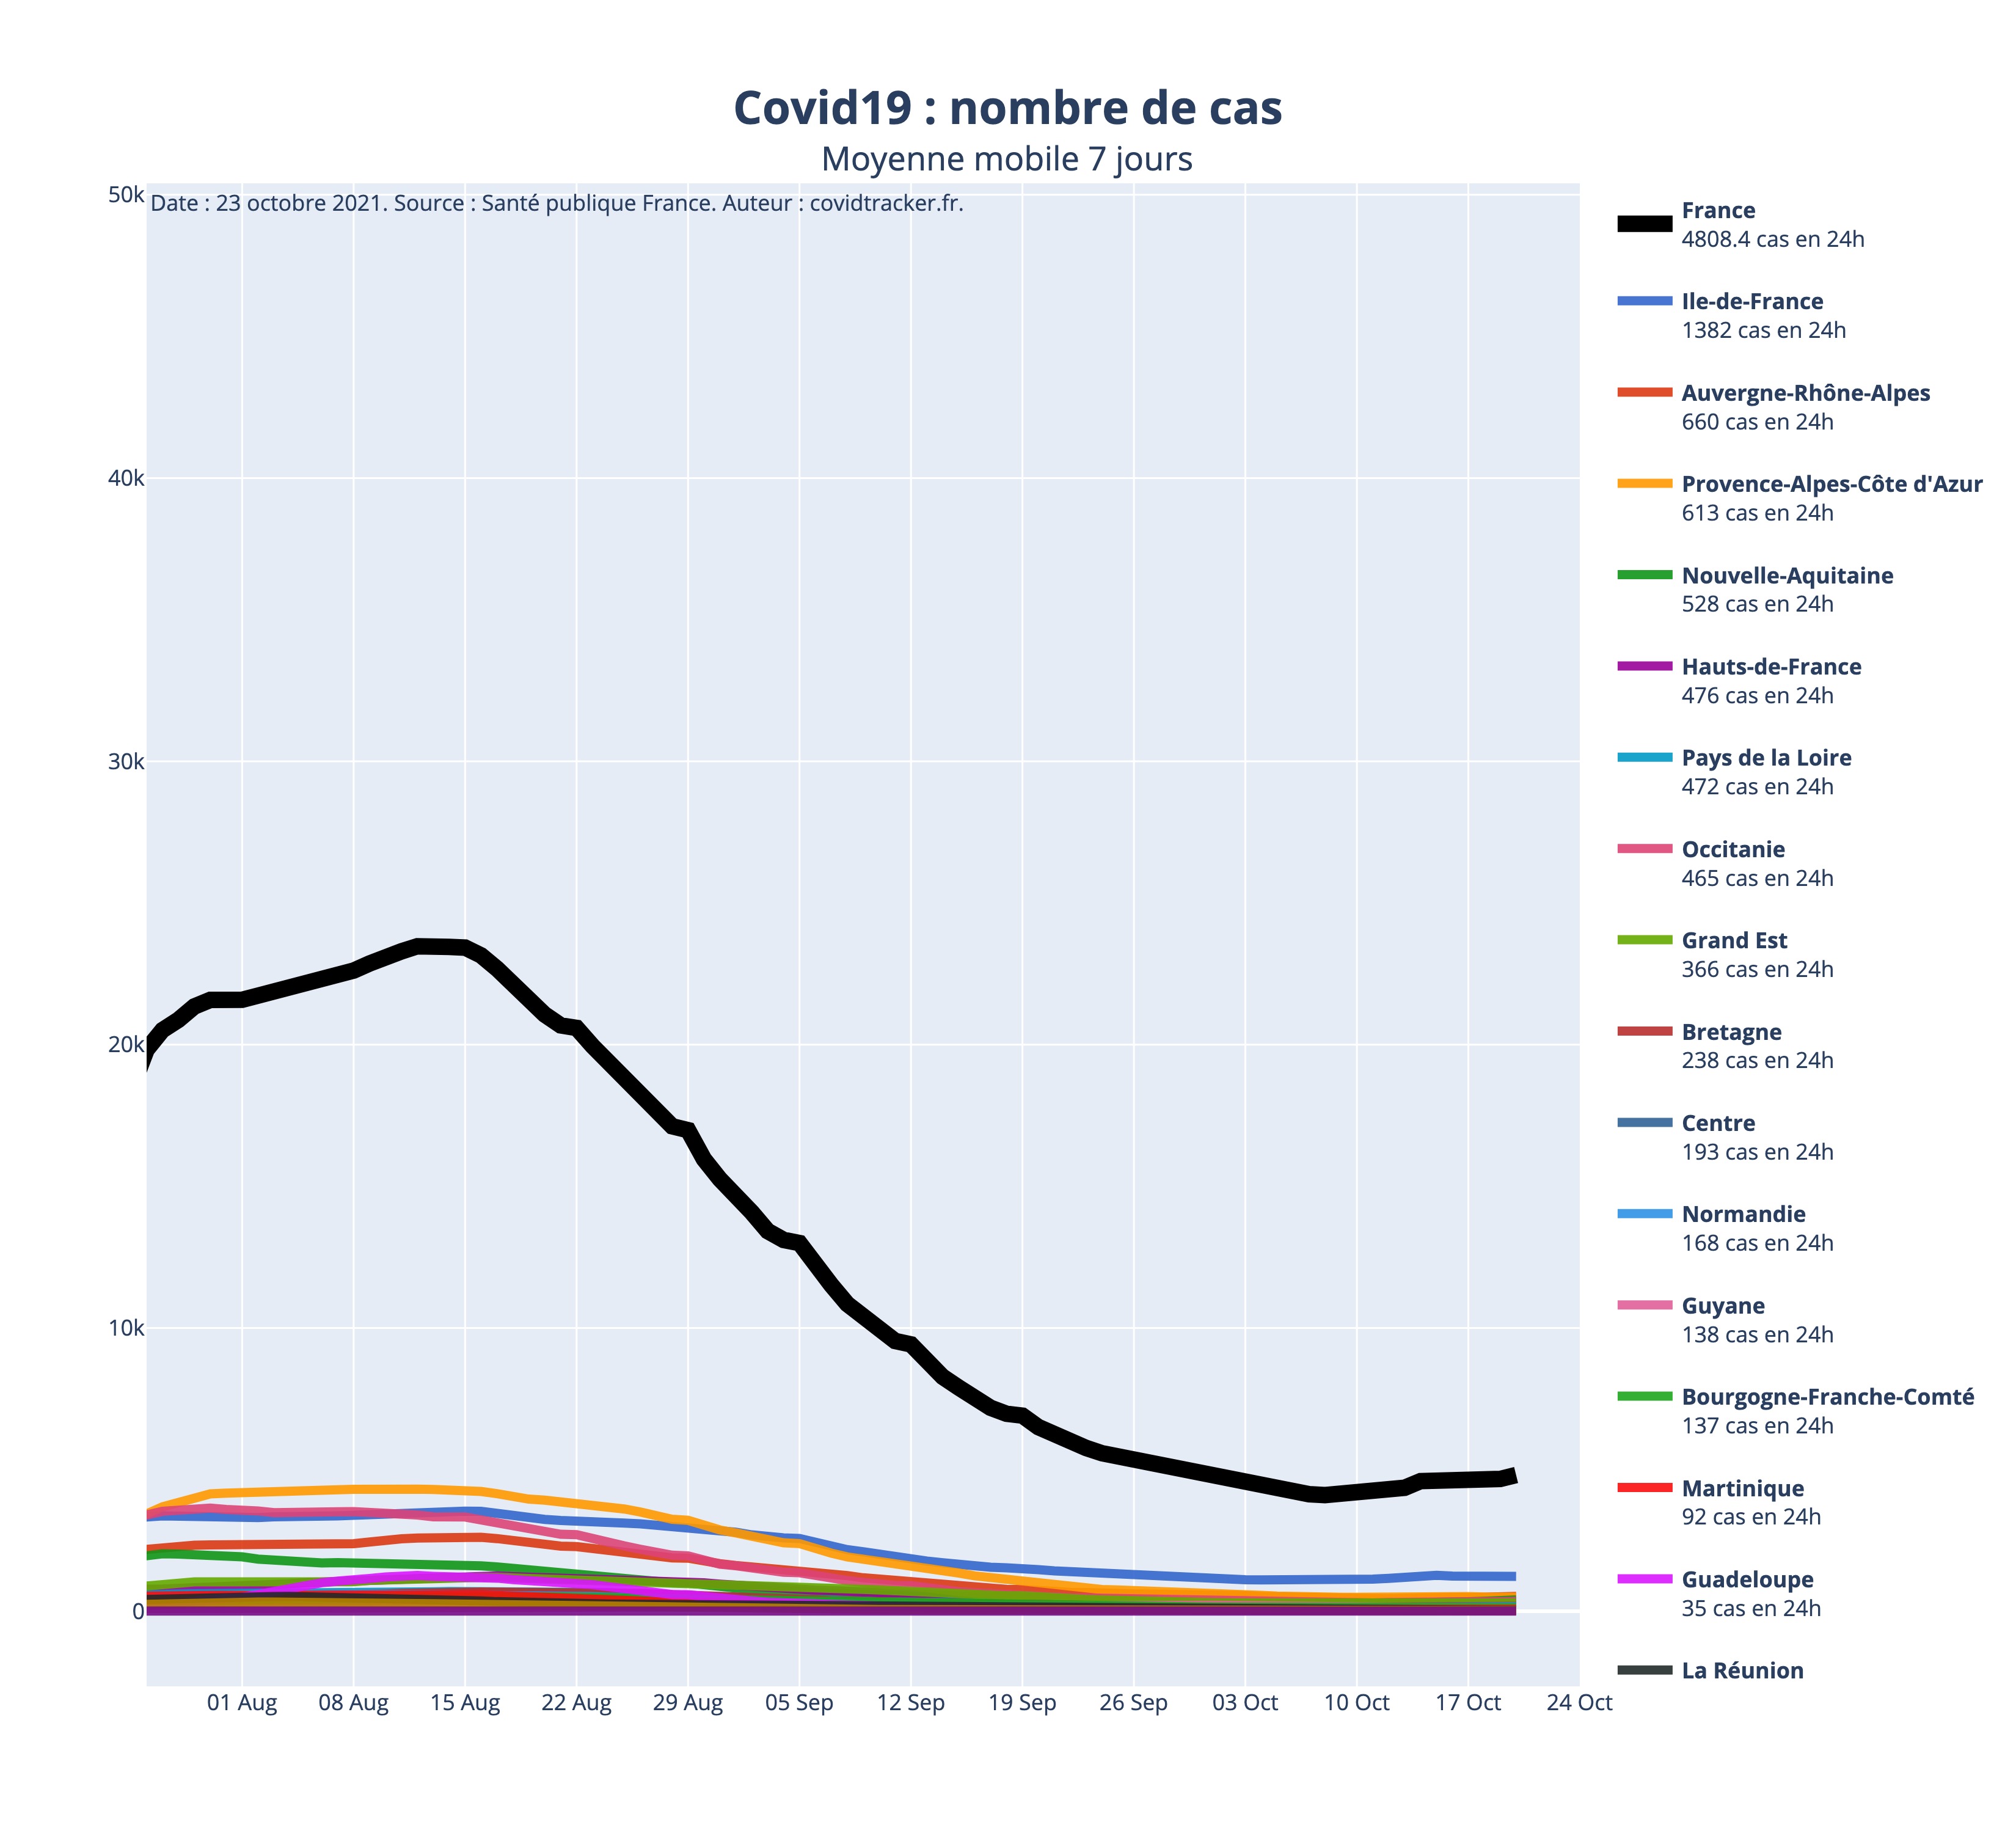 Covid19 : nombre de cas
Moyenne mobile 7 jours
Date : 23 octobre 2021. Source : Santé publique France. Auteur : covidtracker.fr.
50k
40k
30k
20k
10k
0
01 Aug
08 Aug
15 Aug
22 Aug
29 Aug
05 Sep
12 Sep
19 Sep
26 Sep
03 Oct
10 Oct
17 Oct
24 Oct
France
4808.4 cas en 24h
Ile-de-France
1382 cas en 24h
Auvergne-Rhône-Alpes
660 cas en 24h
Provence-Alpes-Côte d'Azur
613 cas en 24h
Nouvelle-Aquitaine
528 cas en 24h
Hauts-de-France
476 cas en 24h
Pays de la Loire
472 cas en 24h
Occitanie
465 cas en 24h
Grand Est
366 cas en 24h
Bretagne
238 cas en 24h
Centre
193 cas en 24h
Normandie
168 cas en 24h
Guyane
138 cas en 24h
Bourgogne-Franche-Comté
137 cas en 24h
Martinique
92 cas en 24h
Guadeloupe
35 cas en 24h
La Réunion